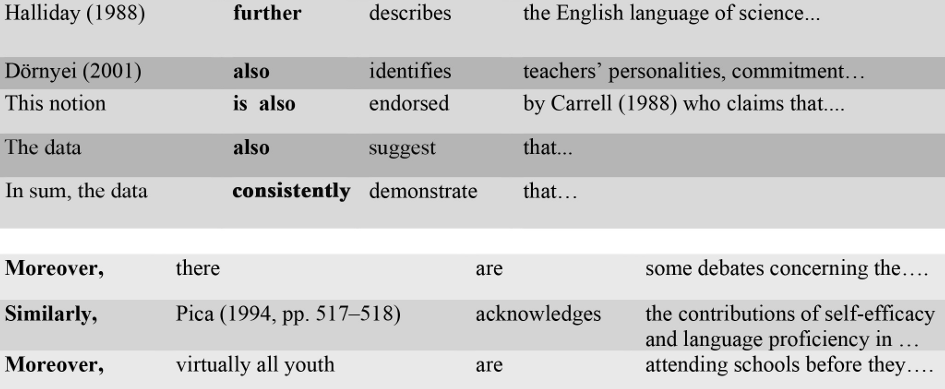 Halliday (1988) further describes the English language of science...
Dörnyei (2001) also identifies teachers’ personalities, commitment…
This notion is also endorsed by Carrell (1988) who claims that....
The data also suggest that...
In sum, the data consistently demonstrate that…
Moreover, there are some debates concerning the….
Similarly, Pica (1994, pp. 517–518) acknowledges the contributions of self-efficacy
and language proficiency in …
Moreover, virtually all youth are attending schools before they….